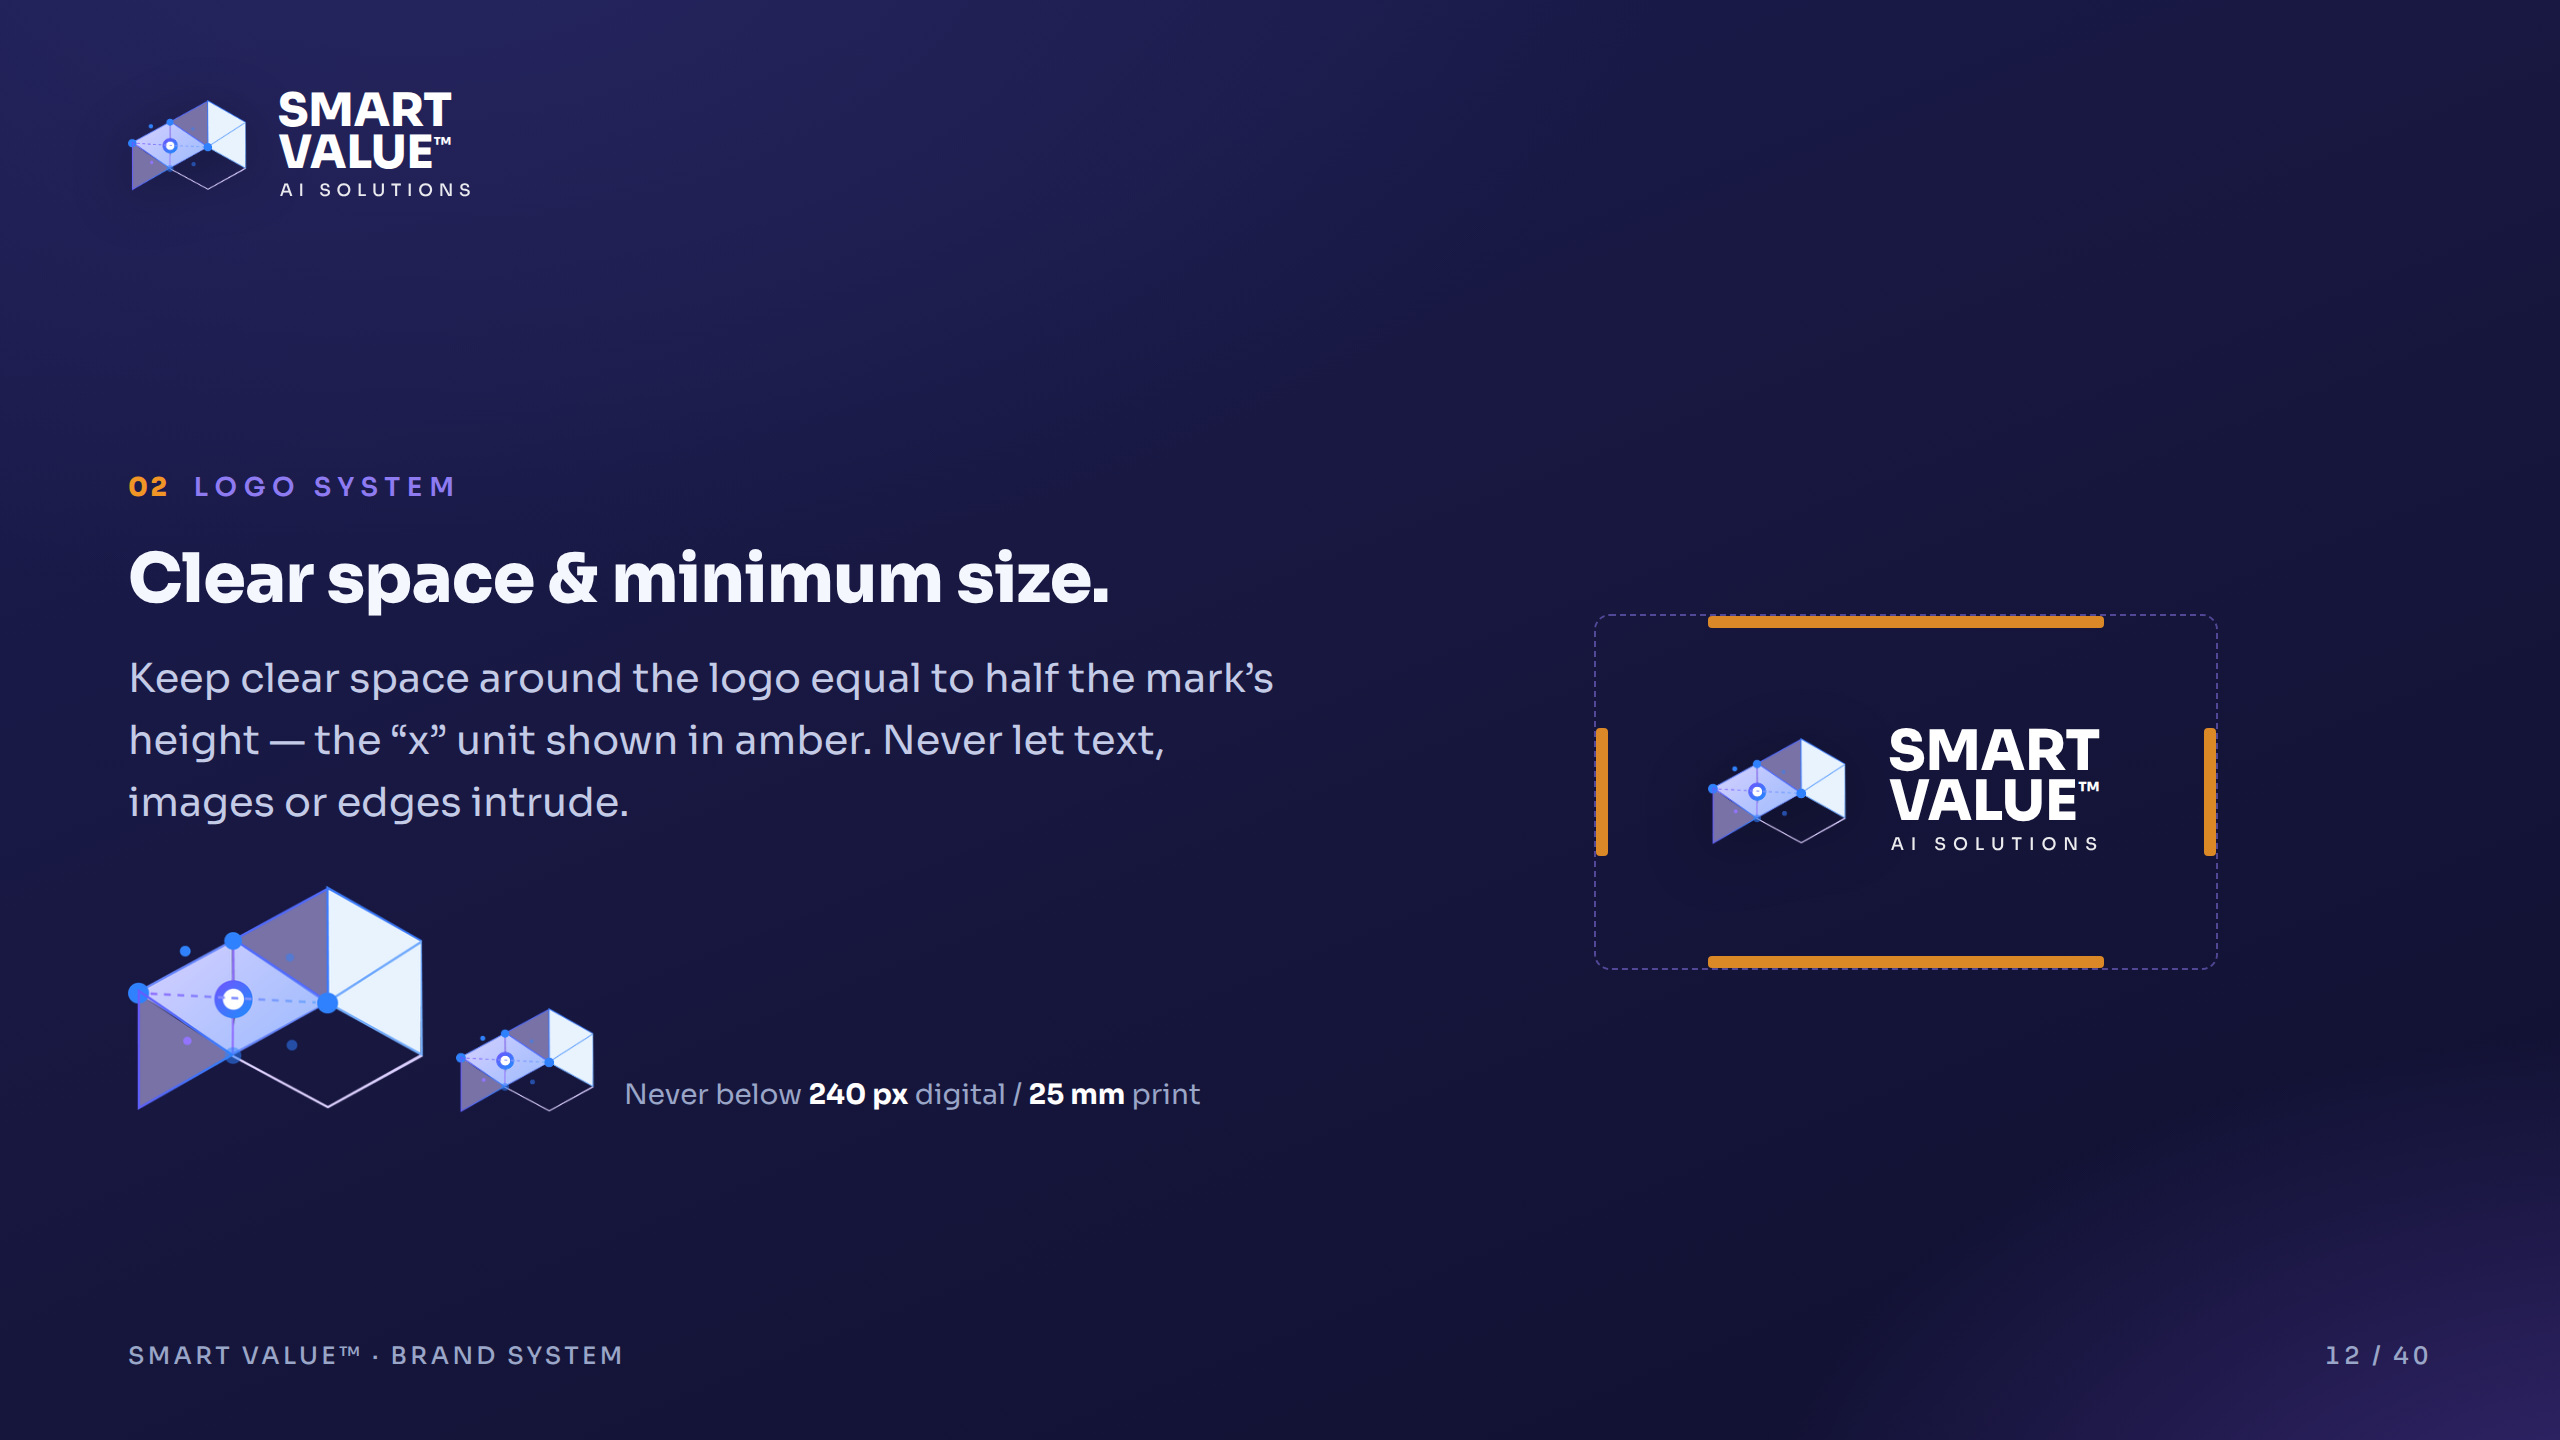 SMART
VALUE™
AI SOLUTIONS
02 LOGO SYSTEM
Clear space & minimum size.
Keep clear space around the logo equal to half the mark’s
height — the “x” unit shown in amber. Never let text,
images or edges intrude.
SMART
VALUE™
AI SOLUTIONS
Never below 240 px digital / 25 mm print
SMART VALUE™ · BRAND SYSTEM
12 / 40